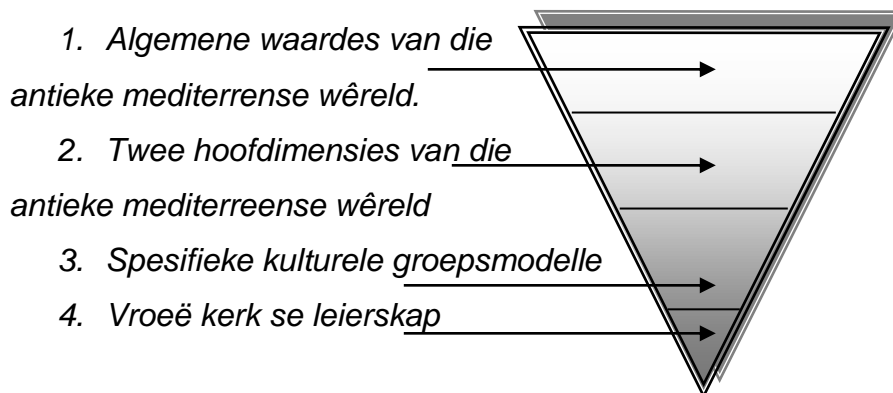 1. Algemene waardes van die
antieke mediterrense wêreld.
2. Twee hoofdimensies van die
antieke mediterreense wêreld
3. Spesifieke kulturele groepsmodelle
4. Vroeë kerk se leierskap